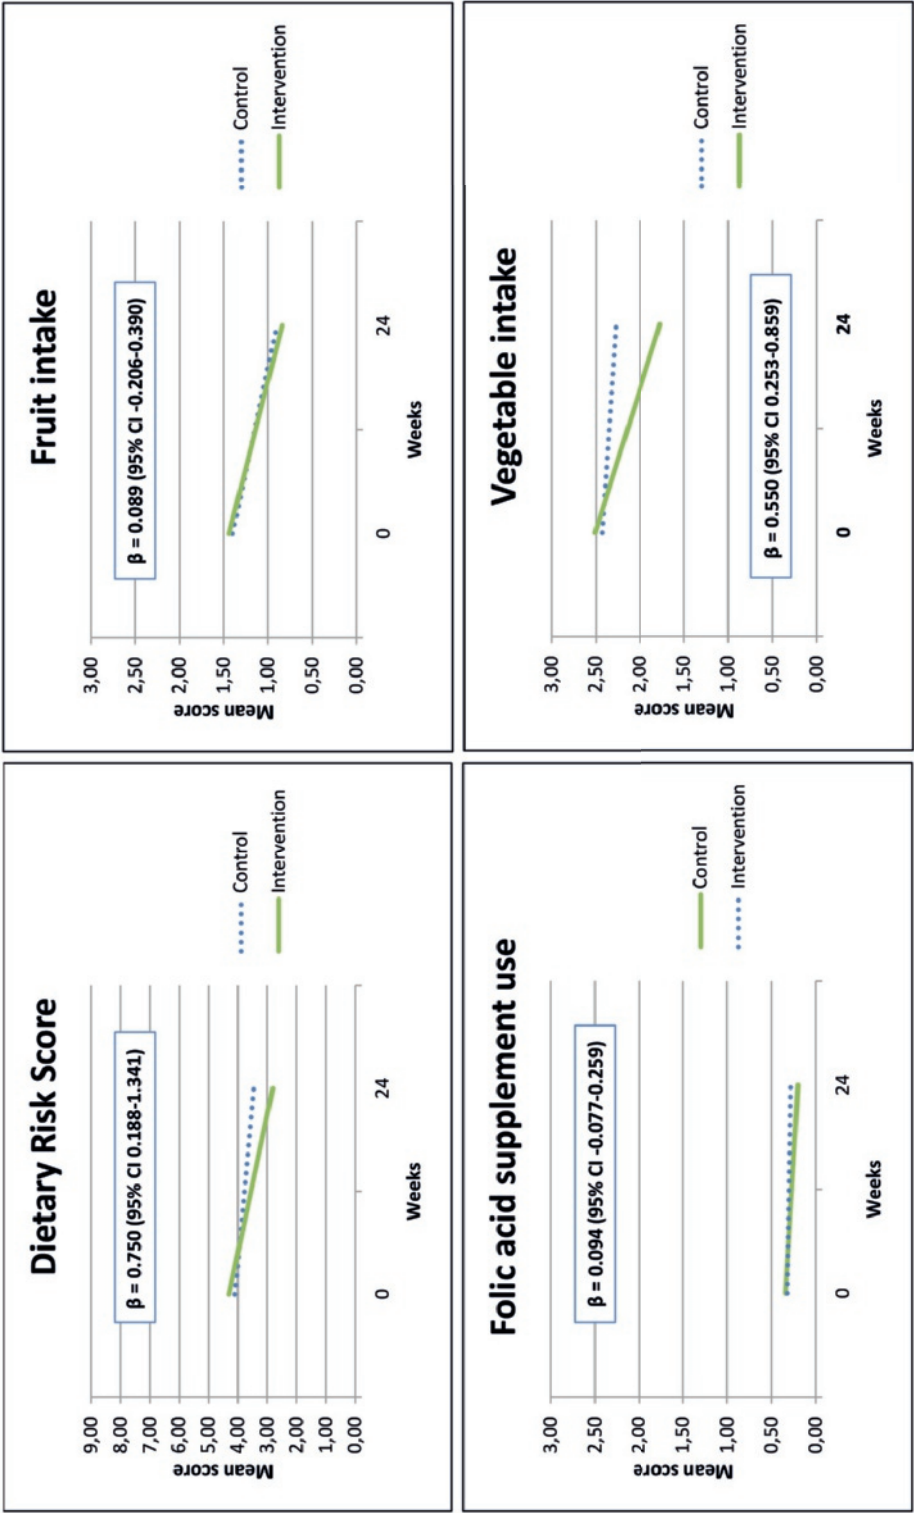 Dietary Risk Score
9,00
8,00
7,00
6,00
5,00
4,00
3,00
2,00
1,00
0,00
Mean score
β = 0.750 (95% CI 0.188-1.341)
0
24
Weeks
Control
Intervention
Fruit intake
3,00
2,50
2,00
1,50
1,00
0,50
0,00
Mean score
β = 0.089 (95% CI -0.206-0.390)
0
24
Weeks
Control
Intervention
Folic acid supplement use
3,00
2,50
2,00
1,50
1,00
0,50
0,00
Mean score
β = 0.094 (95% CI -0.077-0.259)
0
24
Weeks
Control
Intervention
Vegetable intake
3,00
2,50
2,00
1,50
1,00
0,50
0,00
Mean score
β = 0.550 (95% CI 0.253-0.859)
0
24
Weeks
Control
Intervention